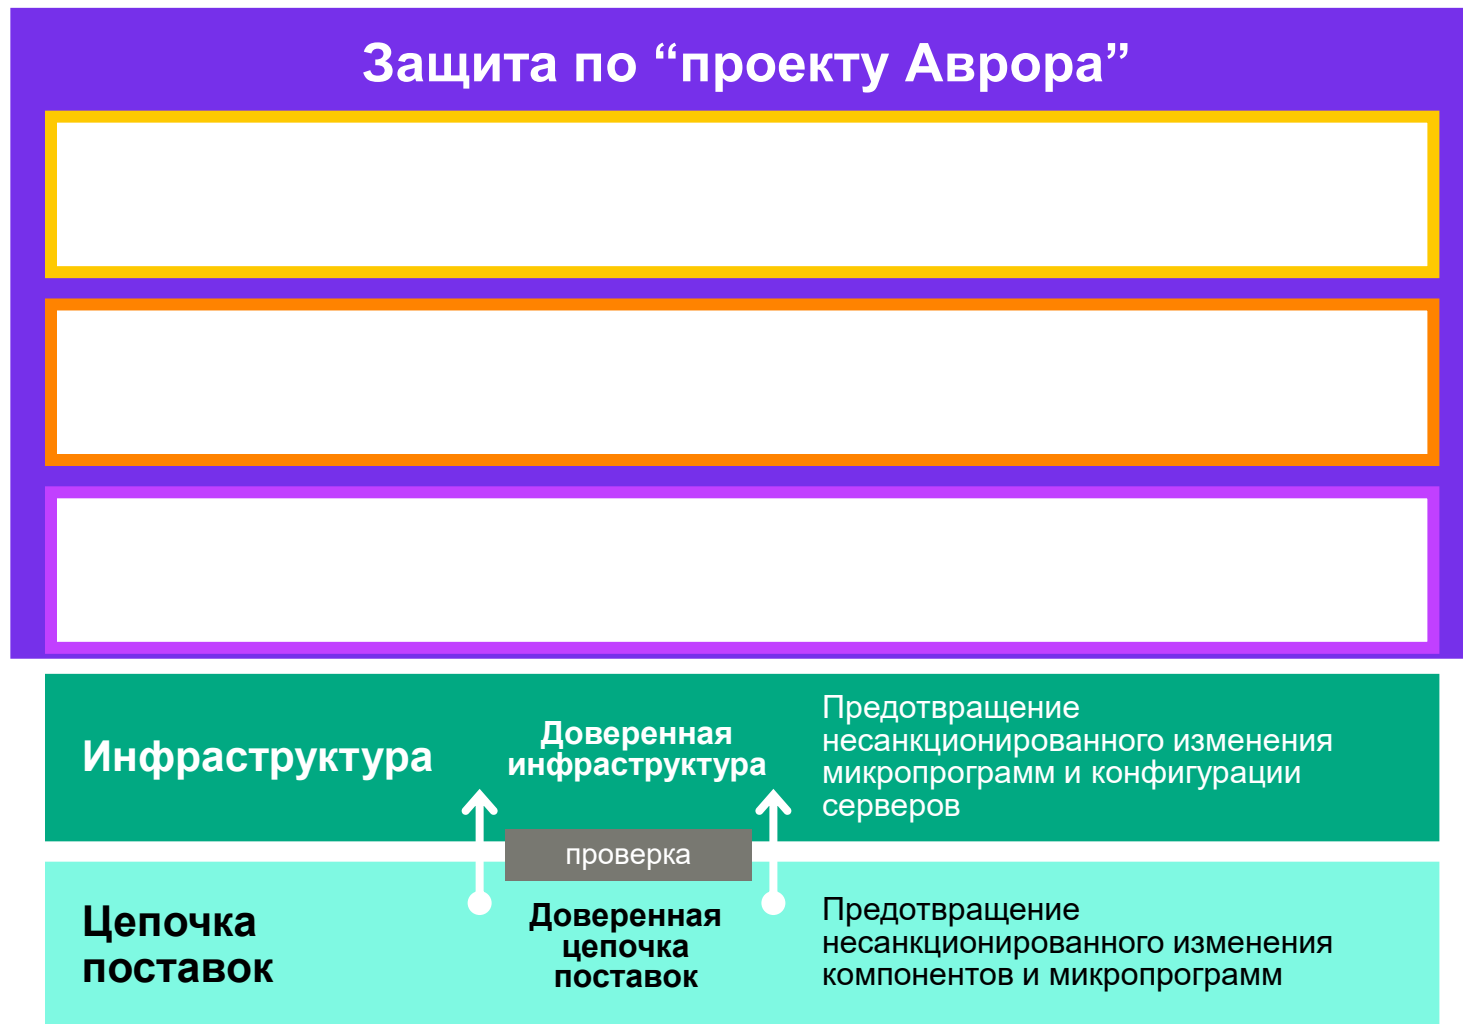 Защита по “проекту Аврора”
Инфраструктура
Доверенная
инфраструктура
Предотвращение
несанкционированного изменения
микропрограмм и конфигурации
серверов
проверка
Цепочка
поставок
Доверенная
цепочка
поставок
Предотвращение
несанкционированного изменения
компонентов и микропрограмм